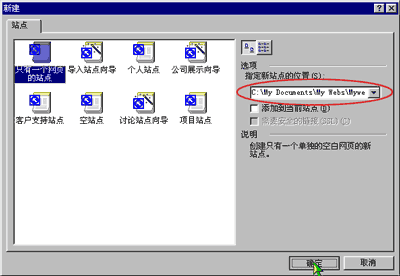 新建
站点
只有一个网页的站点
导入站点向导
个人站点
公司展示向导
客户支持站点
空站点
讨论站点向导
项目站点
选项
指定新站点的位置(S):
C:\My Documents\My Webs\Mywe
添加到当前站点(D)
需要安全的链接(SSL)(C)
说明
创建只有一个单独的空白网页的新
站点。
确定
取消